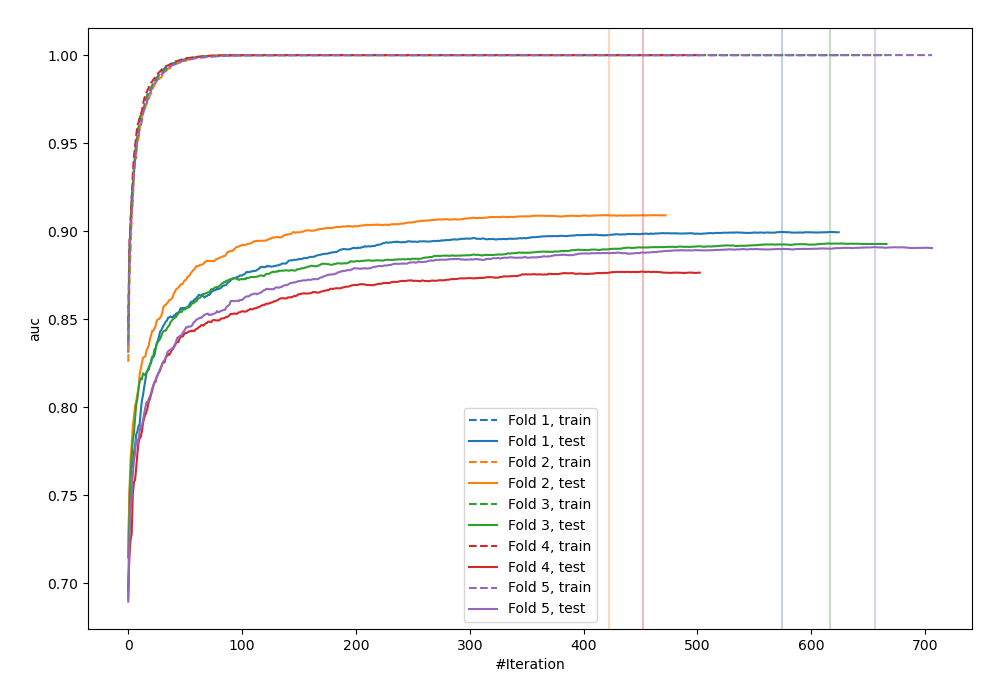 1.00
0.95
0.90
0.85
0.80
0.75
0.70
auc
Fold 1, train
Fold 1, test
Fold 2, train
Fold 2, test
Fold 3, train
Fold 3, test
Fold 4, train
Fold 4, test
Fold 5, train
Fold 5, test
0 100 200 300 400 500 600 700
#Iteration